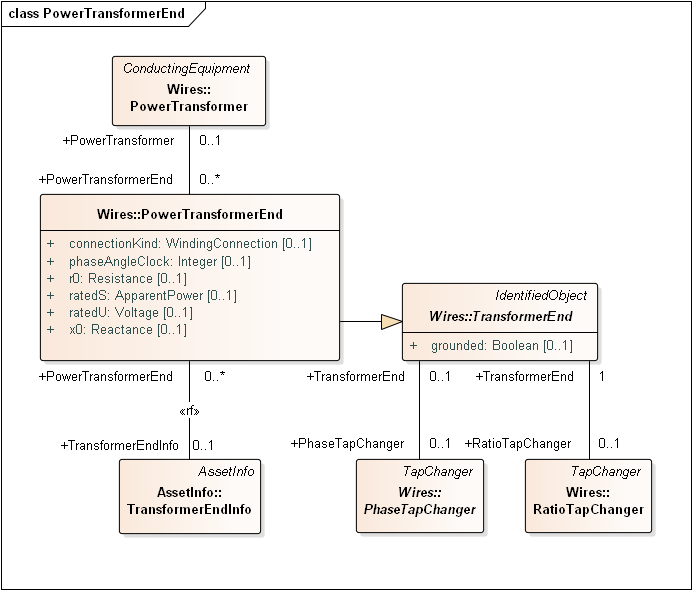 class PowerTransformerEnd
ConductingEquipment
Wires::
PowerTransformer
+PowerTransformer 0..1
+PowerTransformerEnd 0..*
Wires::PowerTransformerEnd
+ connectionKind: WindingConnection [0..1]
+ phaseAngleClock: Integer [0..1]
+ r0: Resistance [0..1]
+ ratedS: ApparentPower [0..1]
+ ratedU: Voltage [0..1]
+ x0: Reactance [0..1]
IdentifiedObject
Wires::TransformerEnd
+ grounded: Boolean [0..1]
+PowerTransformerEnd 0..*
+TransformerEnd 0..1
+TransformerEnd 1
«rf»
+TransformerEndInfo 0..1
+PhaseTapChanger 0..1
+RatioTapChanger 0..1
AssetInfo
AssetInfo::
TransformerEndInfo
TapChanger
Wires::
PhaseTapChanger
TapChanger
Wires::
RatioTapChanger